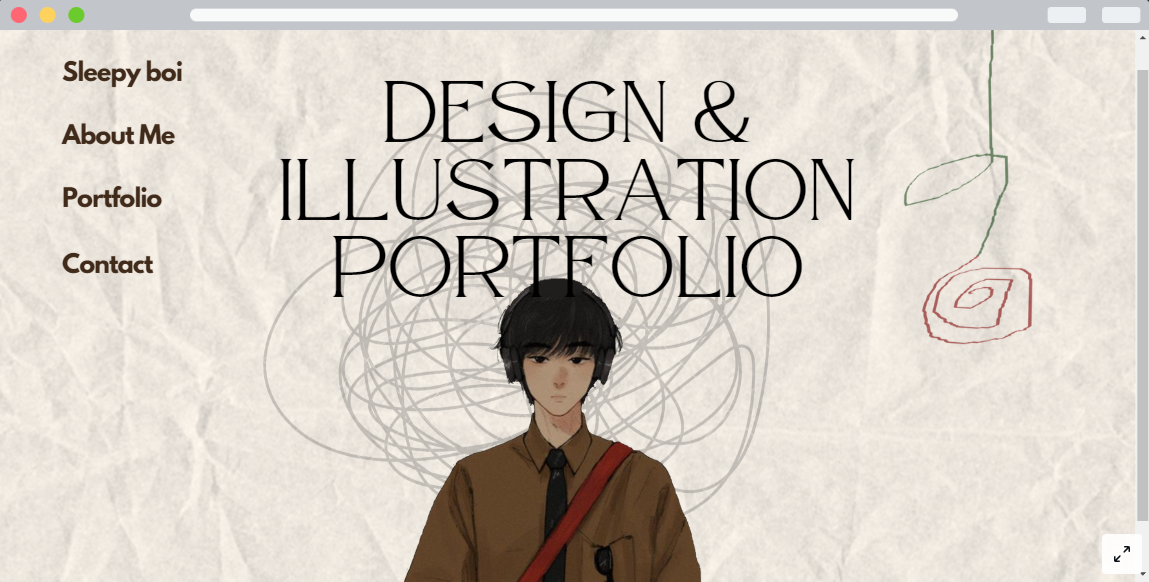 Sleepy boi
About Me
Portfolio
Contact
DESIGN &
ILLUSTRATION
PORTFOLIO